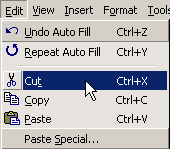 Edit View Insert Format Tools
Undo Auto Fill Ctrl+Z
Repeat Auto Fill Ctrl+Y
Cut Ctrl+X
Copy Ctrl+C
Paste Ctrl+V
Paste Special...